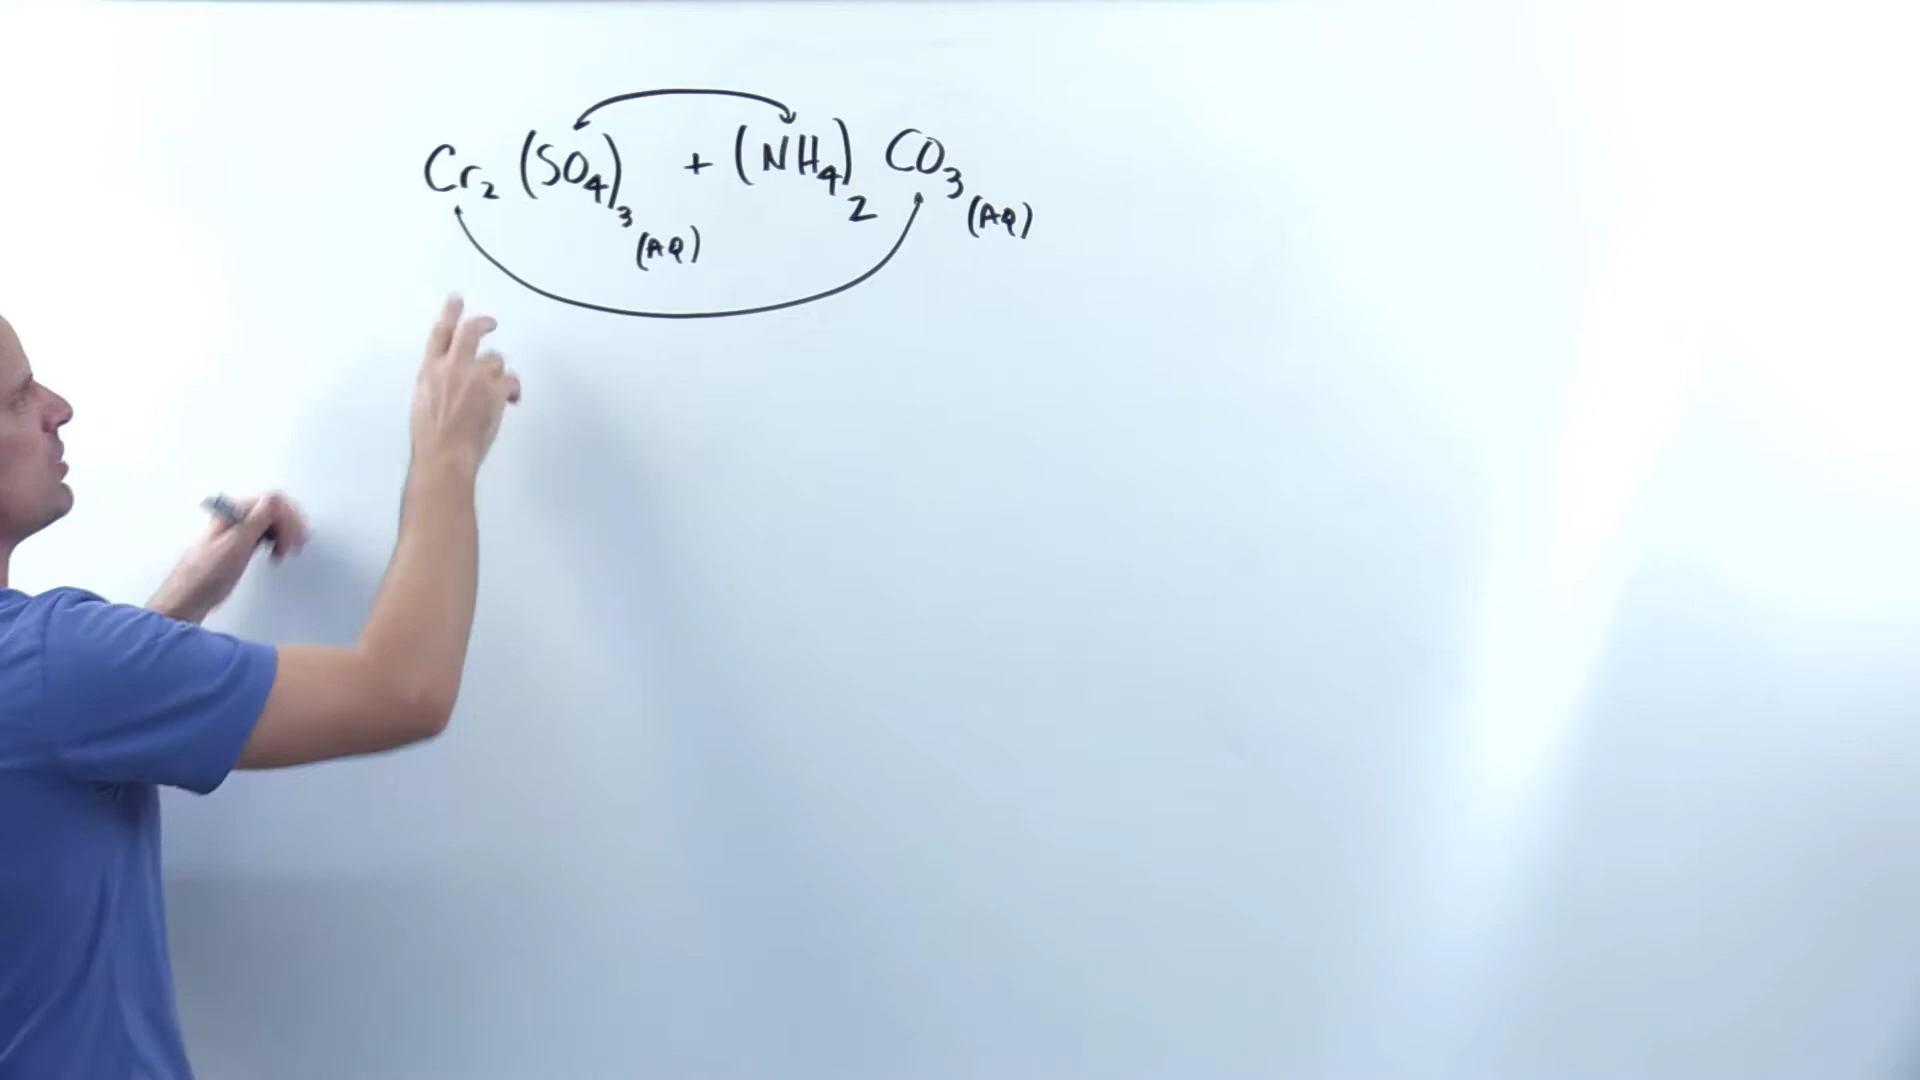 Cr₂ (SO₄)₃ (AQ) + (NH₄)₂ CO₃ (AQ)